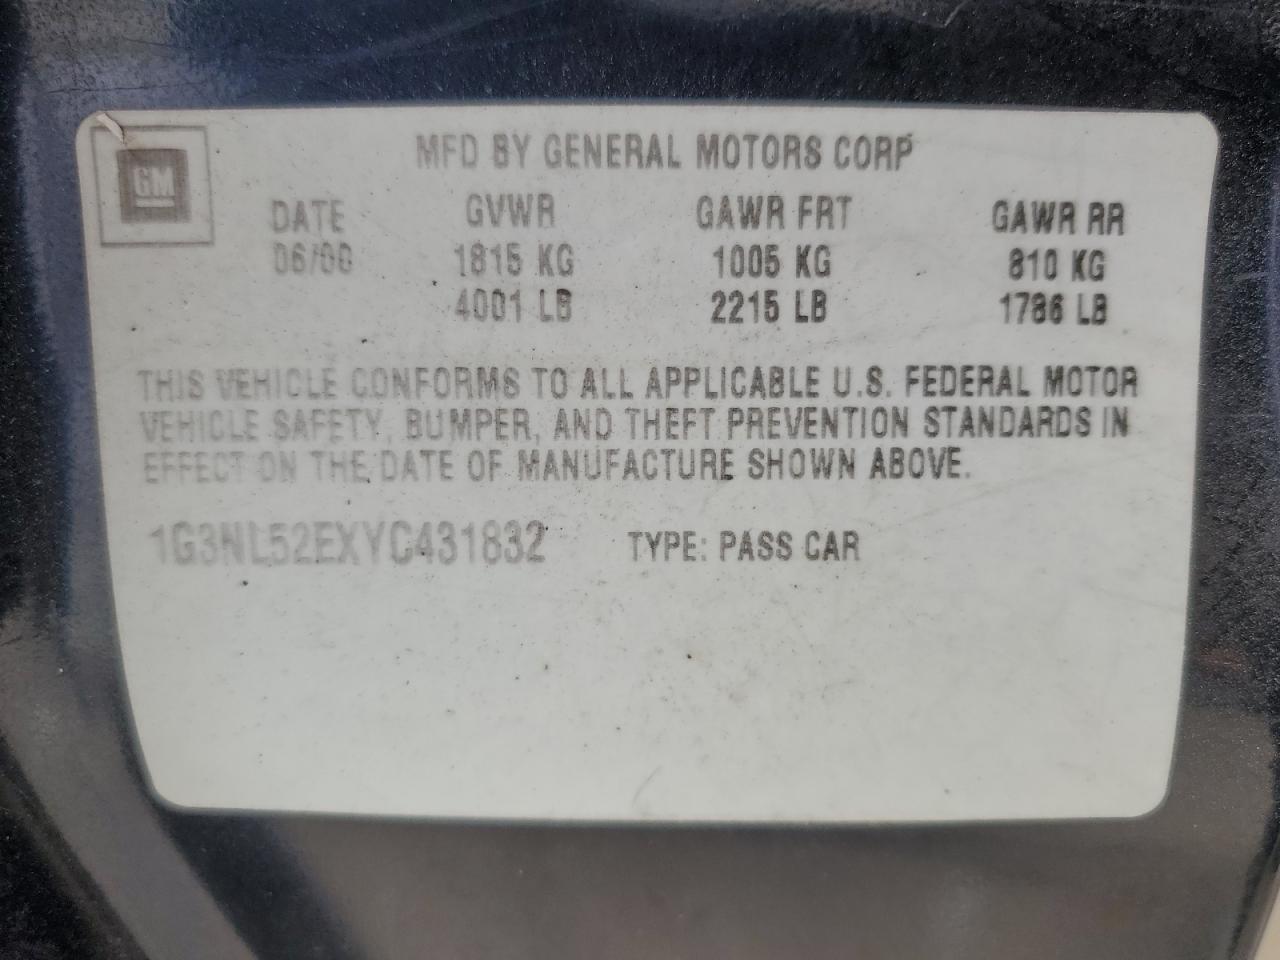 GM
MFD BY GENERAL MOTORS CORP
DATE GVWR GAWR FRT GAWR RR
06/00 1815 KG 1005 KG 810 KG
4001 LB 2215 LB 1786 LB
THIS VEHICLE CONFORMS TO ALL APPLICABLE U.S. FEDERAL MOTOR
VEHICLE SAFETY, BUMPER, AND THEFT PREVENTION STANDARDS IN
EFFECT ON THE DATE OF MANUFACTURE SHOWN ABOVE.
1G3NL52EXYC431832 TYPE: PASS CAR